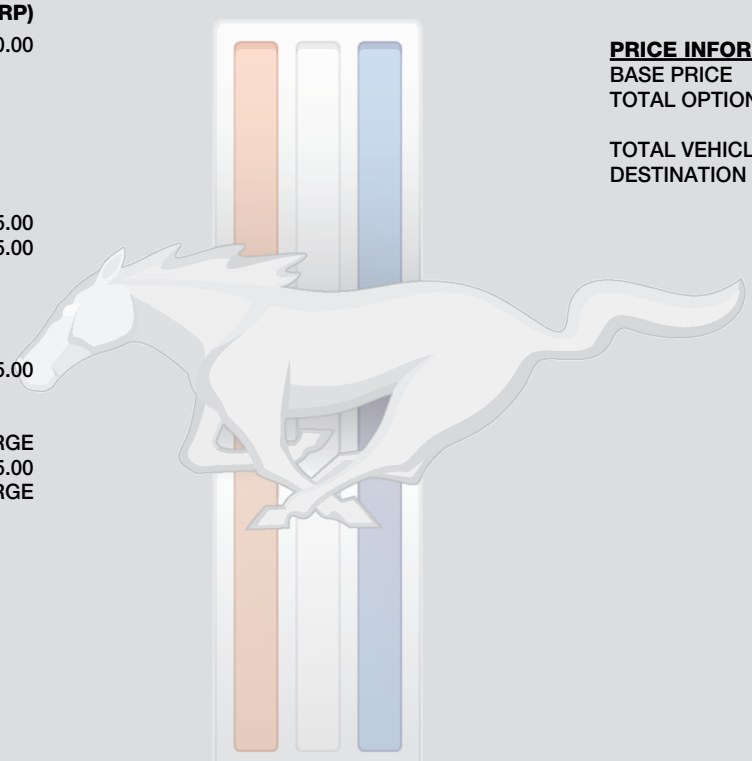 RP)
0.00
5.00
5.00
5.00
RGE
5.00
RGE
PRICE INFOR
BASE PRICE
TOTAL OPTION
TOTAL VEHICL
DESTINATION